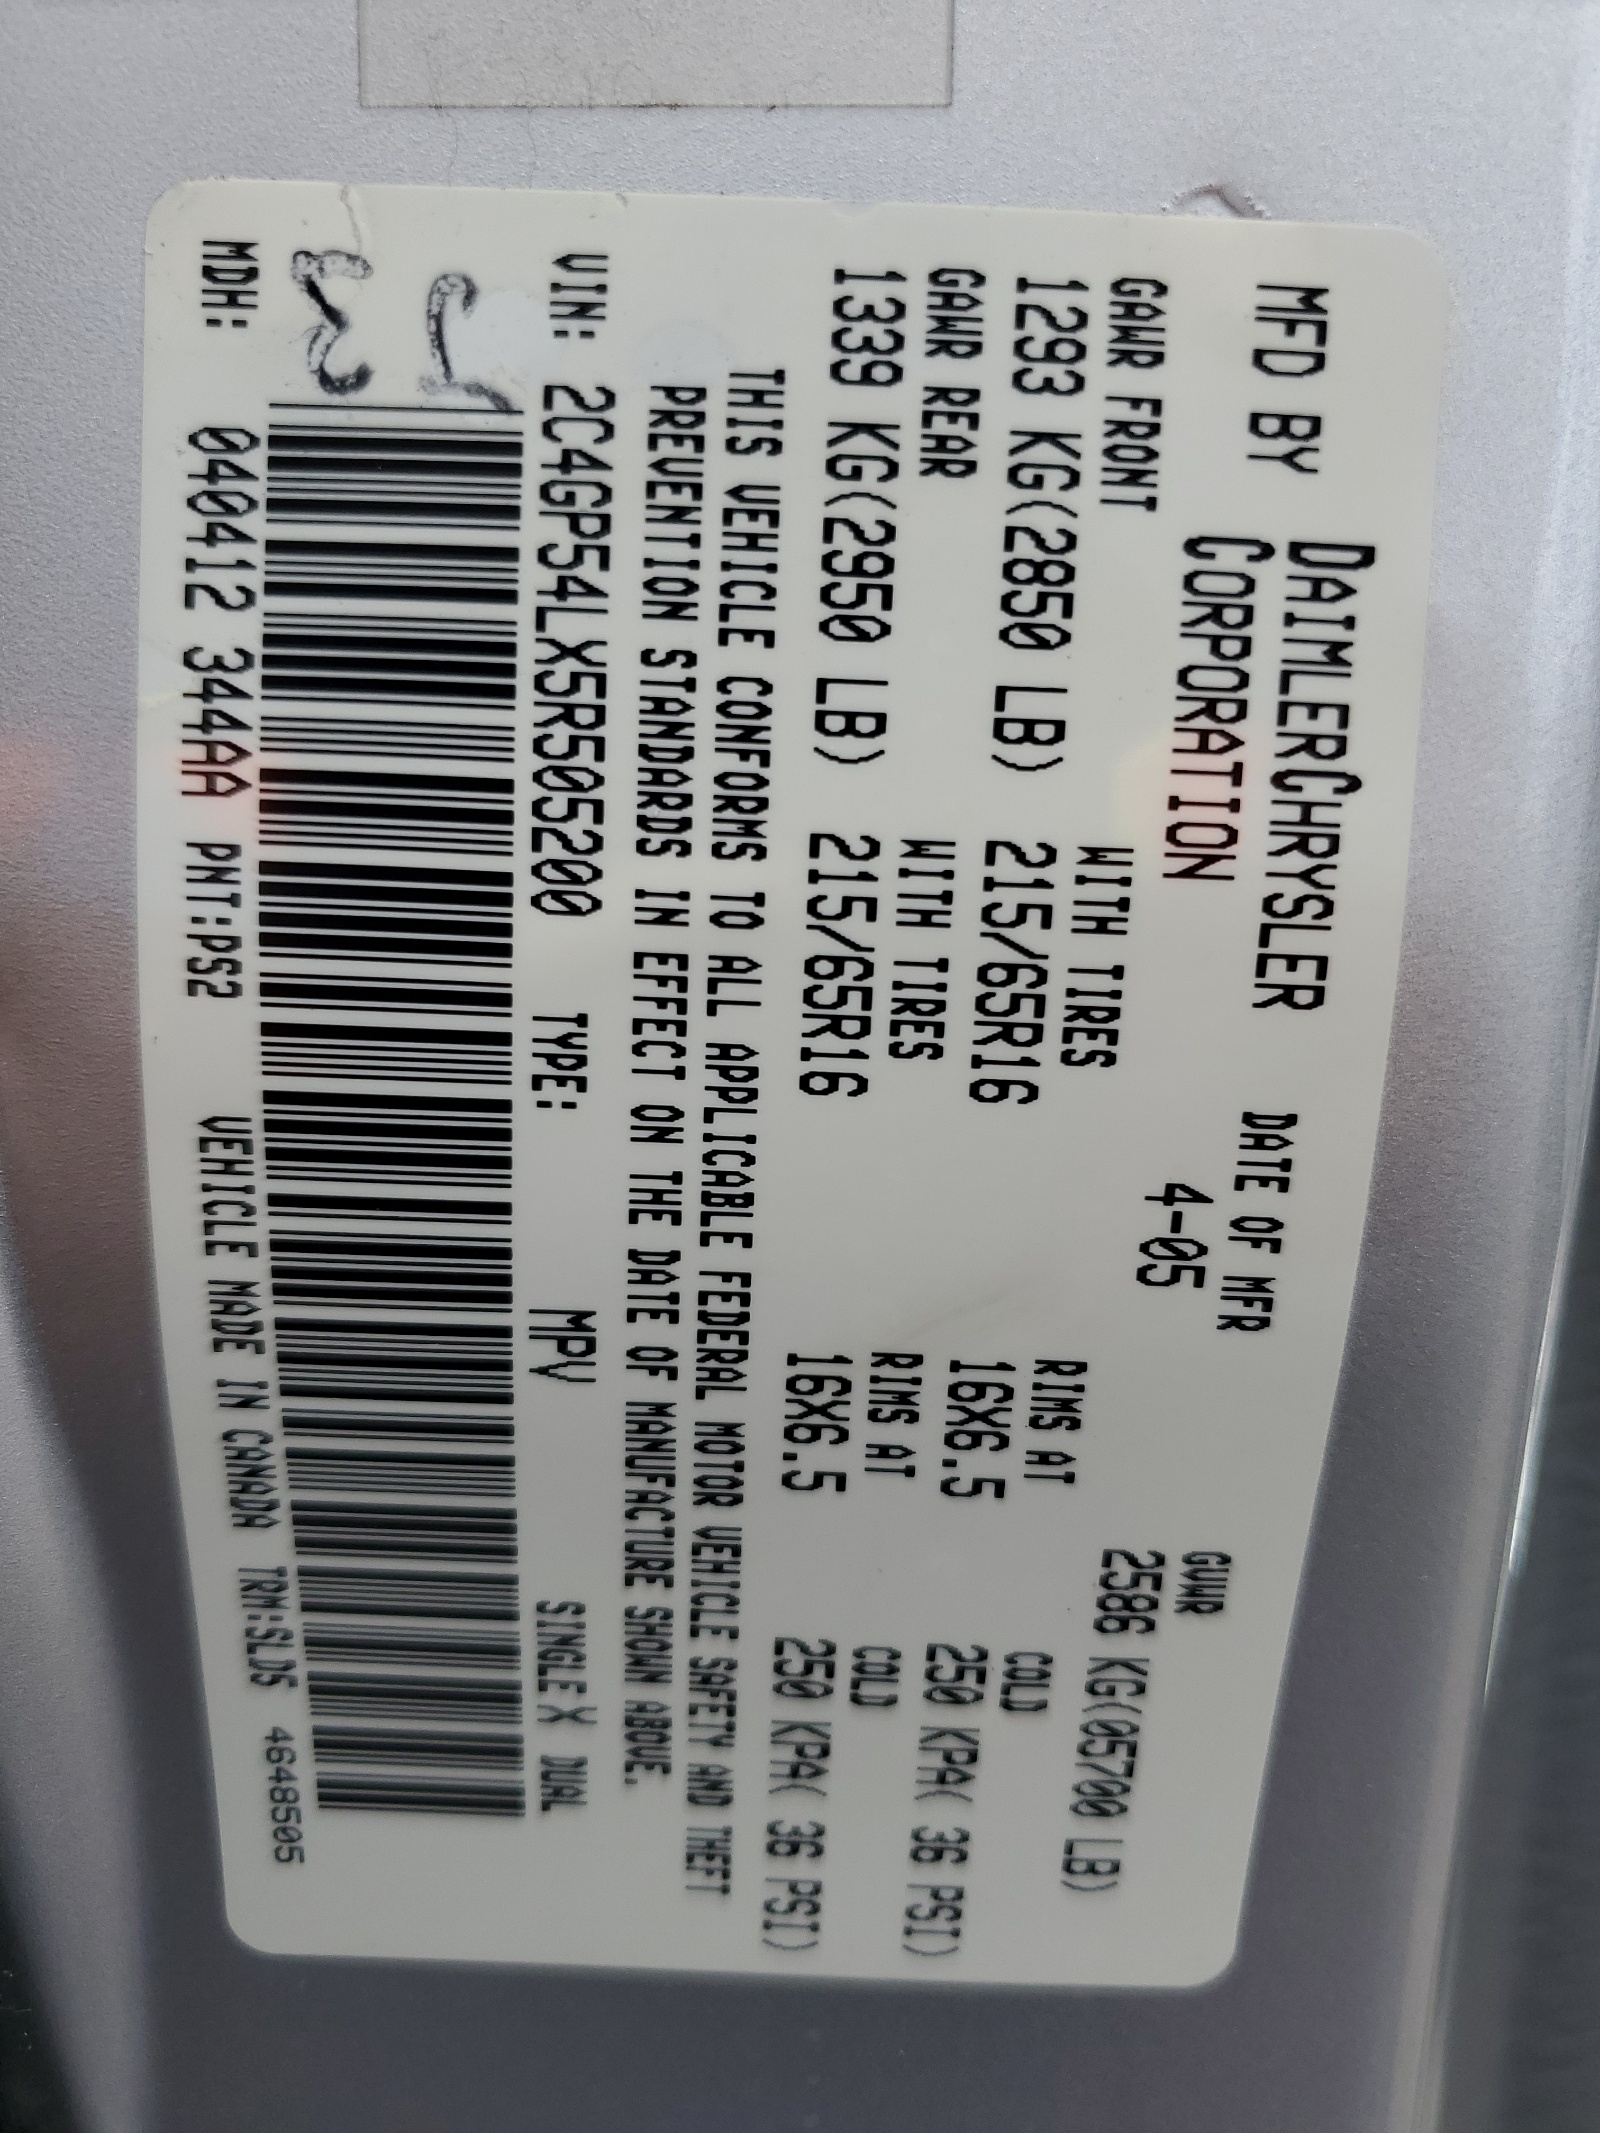 MFD BY DAIMLERCHRYSLER CORPORATION DATE OF MFR 4-05 GVWR 2586 KG(05700 LB)
GAWR FRONT WITH TIRES RIMS AT COLD
1293 KG(2850 LB) 215/65R16 16X6.5 250 KPA( 36 PSI)
GAWR REAR WITH TIRES RIMS AT COLD
1339 KG(2950 LB) 215/65R16 16X6.5 250 KPA( 36 PSI)
THIS VEHICLE CONFORMS TO ALL APPLICABLE FEDERAL MOTOR VEHICLE SAFETY AND THEFT
PREVENTION STANDARDS IN EFFECT ON THE DATE OF MANUFACTURE SHOWN ABOVE.
VIN: 2C4GP54LX5R505200 TYPE: MPV SINGLE X DUAL
MDH: 040412 344AA PNT:PS2 VEHICLE MADE IN CANADA TRM:SLD5 4648505